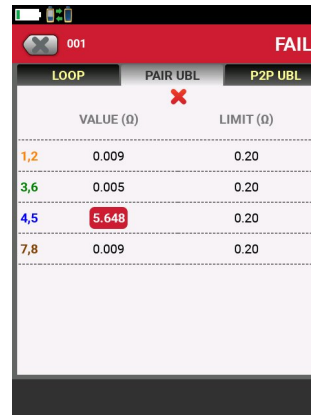 001
FAIL
LOOP PAIR UBL P2P UBL
VALUE (Ω) LIMIT (Ω)
1,2 0.009 0.20
3,6 0.005 0.20
4,5 5.648 0.20
7,8 0.009 0.20